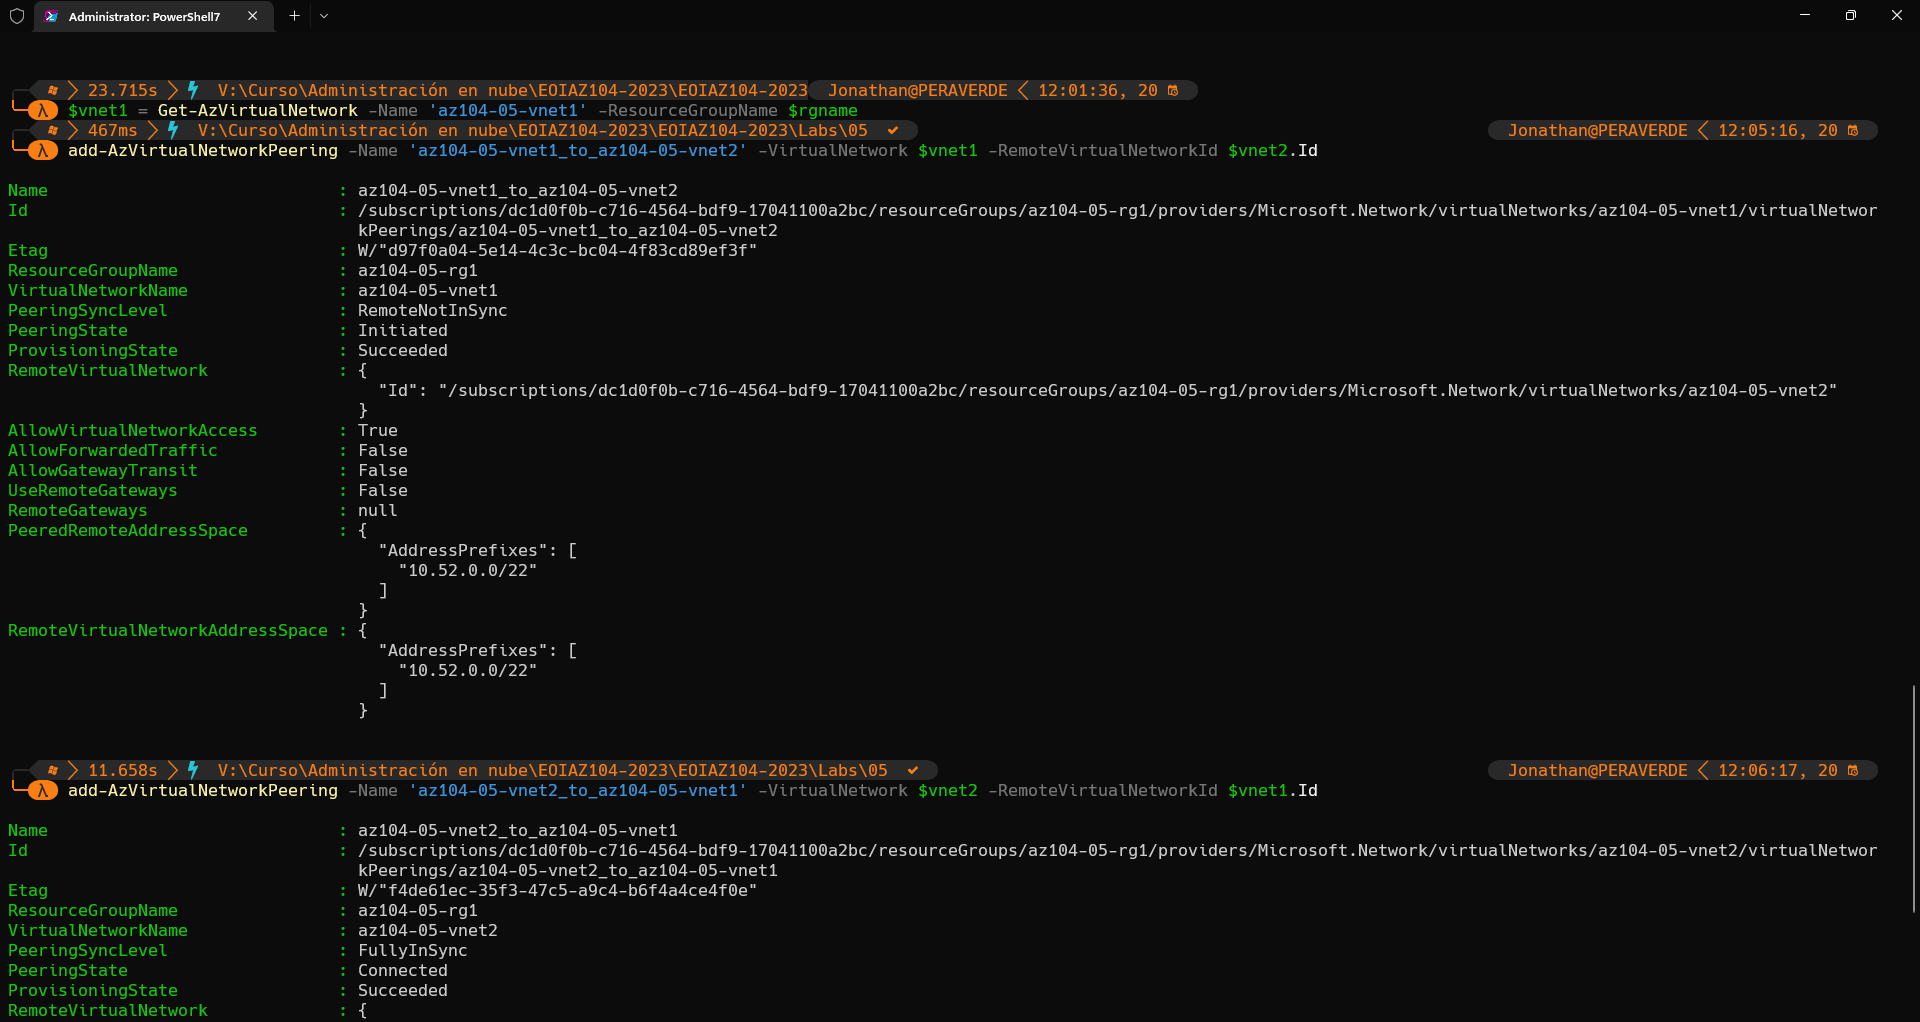 Administrator: PowerShell7
23.715s V:\Curso\Administración en nube\EOIAZ104-2023\EOIAZ104-2023 Jonathan@PERAVERDE 12:01:36, 20
λ $vnet1 = Get-AzVirtualNetwork -Name 'az104-05-vnet1' -ResourceGroupName $rgname
467ms V:\Curso\Administración en nube\EOIAZ104-2023\EOIAZ104-2023\Labs\05 Jonathan@PERAVERDE 12:05:16, 20
λ add-AzVirtualNetworkPeering -Name 'az104-05-vnet1_to_az104-05-vnet2' -VirtualNetwork $vnet1 -RemoteVirtualNetworkId $vnet2.Id
Name : az104-05-vnet1_to_az104-05-vnet2
Id : /subscriptions/dc1d0f0b-c716-4564-bdf9-17041100a2bc/resourceGroups/az104-05-rg1/providers/Microsoft.Network/virtualNetworks/az104-05-vnet1/virtualNetwor
kPeerings/az104-05-vnet1_to_az104-05-vnet2
Etag : W/"d97f0a04-5e14-4c3c-bc04-4f83cd89ef3f"
ResourceGroupName : az104-05-rg1
VirtualNetworkName : az104-05-vnet1
PeeringSyncLevel : RemoteNotInSync
PeeringState : Initiated
ProvisioningState : Succeeded
RemoteVirtualNetwork : {
"Id": "/subscriptions/dc1d0f0b-c716-4564-bdf9-17041100a2bc/resourceGroups/az104-05-rg1/providers/Microsoft.Network/virtualNetworks/az104-05-vnet2"
}
AllowVirtualNetworkAccess : True
AllowForwardedTraffic : False
AllowGatewayTransit : False
UseRemoteGateways : False
RemoteGateways : null
PeeredRemoteAddressSpace : {
"AddressPrefixes": [
"10.52.0.0/22"
]
}
RemoteVirtualNetworkAddressSpace : {
"AddressPrefixes": [
"10.52.0.0/22"
]
}
11.658s V:\Curso\Administración en nube\EOIAZ104-2023\EOIAZ104-2023\Labs\05 Jonathan@PERAVERDE 12:06:17, 20
λ add-AzVirtualNetworkPeering -Name 'az104-05-vnet2_to_az104-05-vnet1' -VirtualNetwork $vnet2 -RemoteVirtualNetworkId $vnet1.Id
Name : az104-05-vnet2_to_az104-05-vnet1
Id : /subscriptions/dc1d0f0b-c716-4564-bdf9-17041100a2bc/resourceGroups/az104-05-rg1/providers/Microsoft.Network/virtualNetworks/az104-05-vnet2/virtualNetwor
kPeerings/az104-05-vnet2_to_az104-05-vnet1
Etag : W/"f4de61ec-35f3-47c5-a9c4-b6f4a4ce4f0e"
ResourceGroupName : az104-05-rg1
VirtualNetworkName : az104-05-vnet2
PeeringSyncLevel : FullyInSync
PeeringState : Connected
ProvisioningState : Succeeded
RemoteVirtualNetwork : {